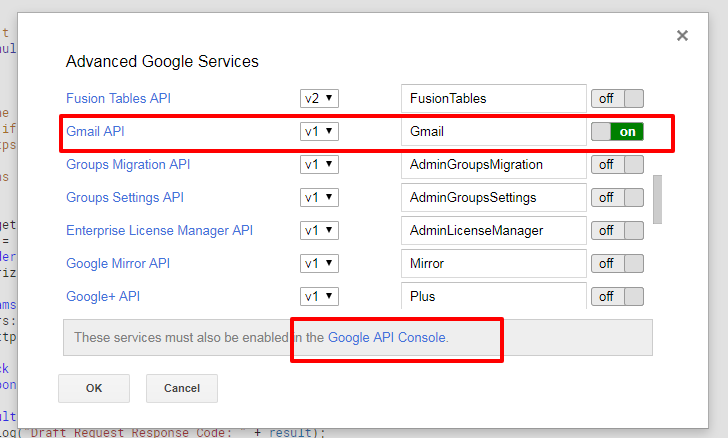 Advanced Google Services
Fusion Tables API v2 FusionTables off
Gmail API v1 Gmail on
Groups Migration API v1 AdminGroupsMigration off
Groups Settings API v1 AdminGroupsSettings off
Enterprise License Manager API v1 AdminLicenseManager off
Google Mirror API v1 Mirror off
Google+ API v1 Plus off
These services must also be enabled in the Google API Console.
OK Cancel
log("Draft Request Response Code: " + result);